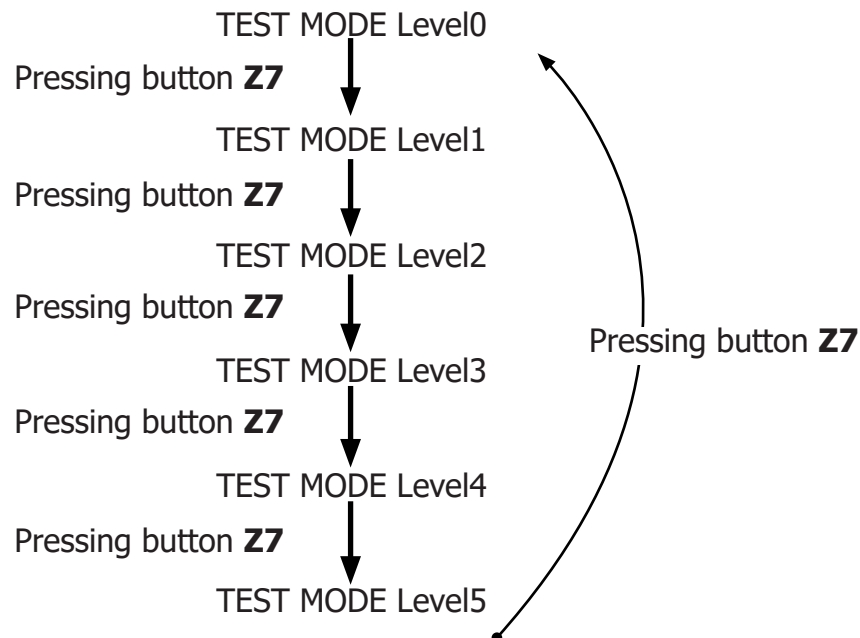 TEST MODE Level0
Pressing button Z7
TEST MODE Level1
Pressing button Z7
TEST MODE Level2
Pressing button Z7
Pressing button Z7
TEST MODE Level3
Pressing button Z7
TEST MODE Level4
Pressing button Z7
TEST MODE Level5